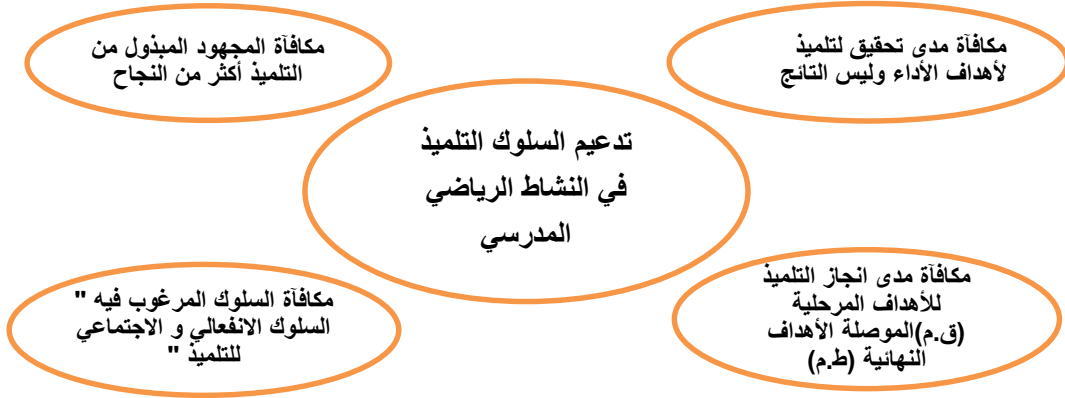 مكافآة مدى تحقيق لتلميذ
لأهداف الأداء وليس التائج
مكافآة المجهود المبذول من
التلميذ أكثر من النجاح
تدعيم السلوك التلميذ
في النشاط الرياضي
المدرسي
مكافآة مدى انجاز التلميذ
للأهداف المرحلية
(ق.م)الموصلة الأهداف
النهائية (ط.م)
مكافآة السلوك المرغوب فيه "
السلوك الانفعالي و الاجتماعي
للتلميذ "